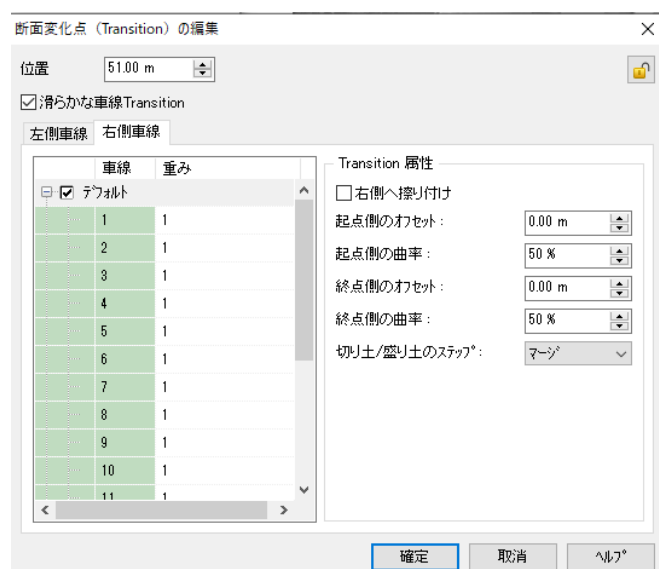 断面変化点（Transition）の編集
位置 51.00 m
滑らかな車線Transition
左側車線 右側車線
車線 重み
ﾃﾞﾌｫﾙﾄ
1 1
2 1
3 1
4 1
5 1
6 1
7 1
8 1
9 1
10 1
11 1
Transition 属性
右側へ擦り付け
起点側のｵﾌｾｯﾄ： 0.00 m
起点側の曲率： 50 %
終点側のｵﾌｾｯﾄ： 0.00 m
終点側の曲率： 50 %
切り土/盛り土のｽﾃｯﾌﾟ： ﾏｰｼﾞ
確定 取消 ﾍﾙﾌﾟ